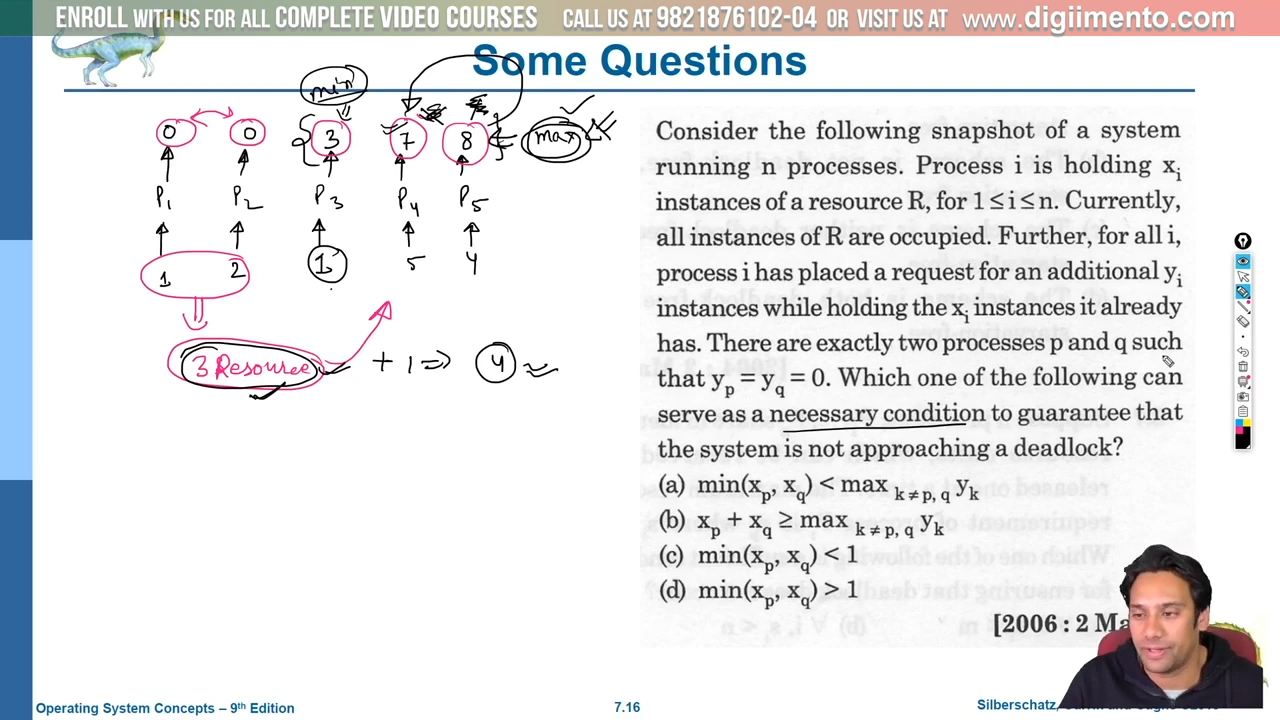 ENROLL WITH US FOR ALL COMPLETE VIDEO COURSES CALL US AT 9821876102-04 OR VISIT US AT www.digiimento.com
Some Questions
min
0 0 3 7 8 max
P1 P2 P3 P4 P5
1 2 1 5 4
3 Resource + 1 ⇒ 4
Consider the following snapshot of a system
running n processes. Process i is holding xi
instances of a resource R, for 1 ≤ i ≤ n. Currently,
all instances of R are occupied. Further, for all i,
process i has placed a request for an additional yi
instances while holding the xi instances it already
has. There are exactly two processes p and q such
that yp = yq = 0. Which one of the following can
serve as a necessary condition to guarantee that
the system is not approaching a deadlock?
(a) min(xp, xq) < max k≠p, q yk
(b) xp + xq ≥ max k≠p, q yk
(c) min(xp, xq) < 1
(d) min(xp, xq) > 1
[2006 : 2 Ma
Operating System Concepts – 9th Edition
7.16
Silberschatz,